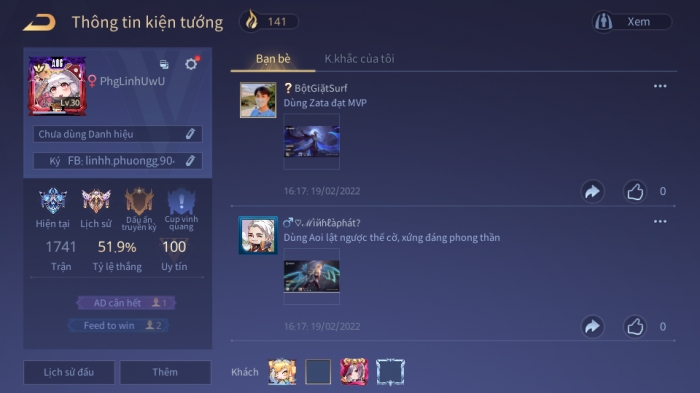 Thông tin kiện tướng
141
Xem
AOG
Lv.30
PhgLinhUwU
Chưa dùng Danh hiệu
Ký FB: linhh.phuongg.90-
Hiện tại
Lịch sử
Dấu ấn truyền kỳ
Cup vinh quang
1741
51.9%
100
Trận
Tỷ lệ thắng
Uy tín
AD cân hết 1
Feed to win 2
Lịch sử đấu
Thêm
Bạn bè
K.khắc của tôi
?BộtGiặtSurf
Dùng Zata đạt MVP
16:17: 19/02/2022
0
Dùng Aoi lật ngược thế cờ, xứng đáng phong thần
16:17: 19/02/2022
0
Khách